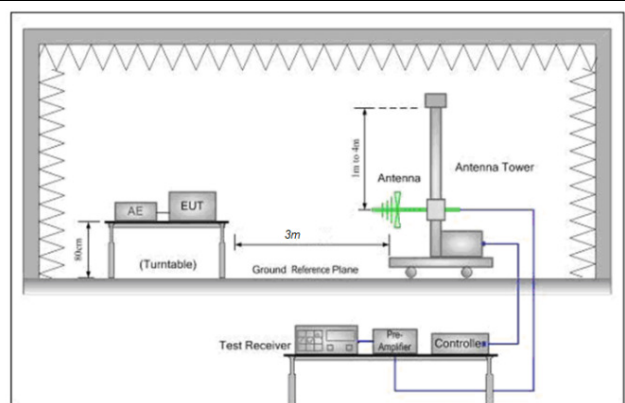 1m to 4m
Antenna
Antenna Tower
AE
EUT
3m
80cm
(Turntable)
Ground Reference Plane
Test Receiver
Pre-
Amplifier
Controller